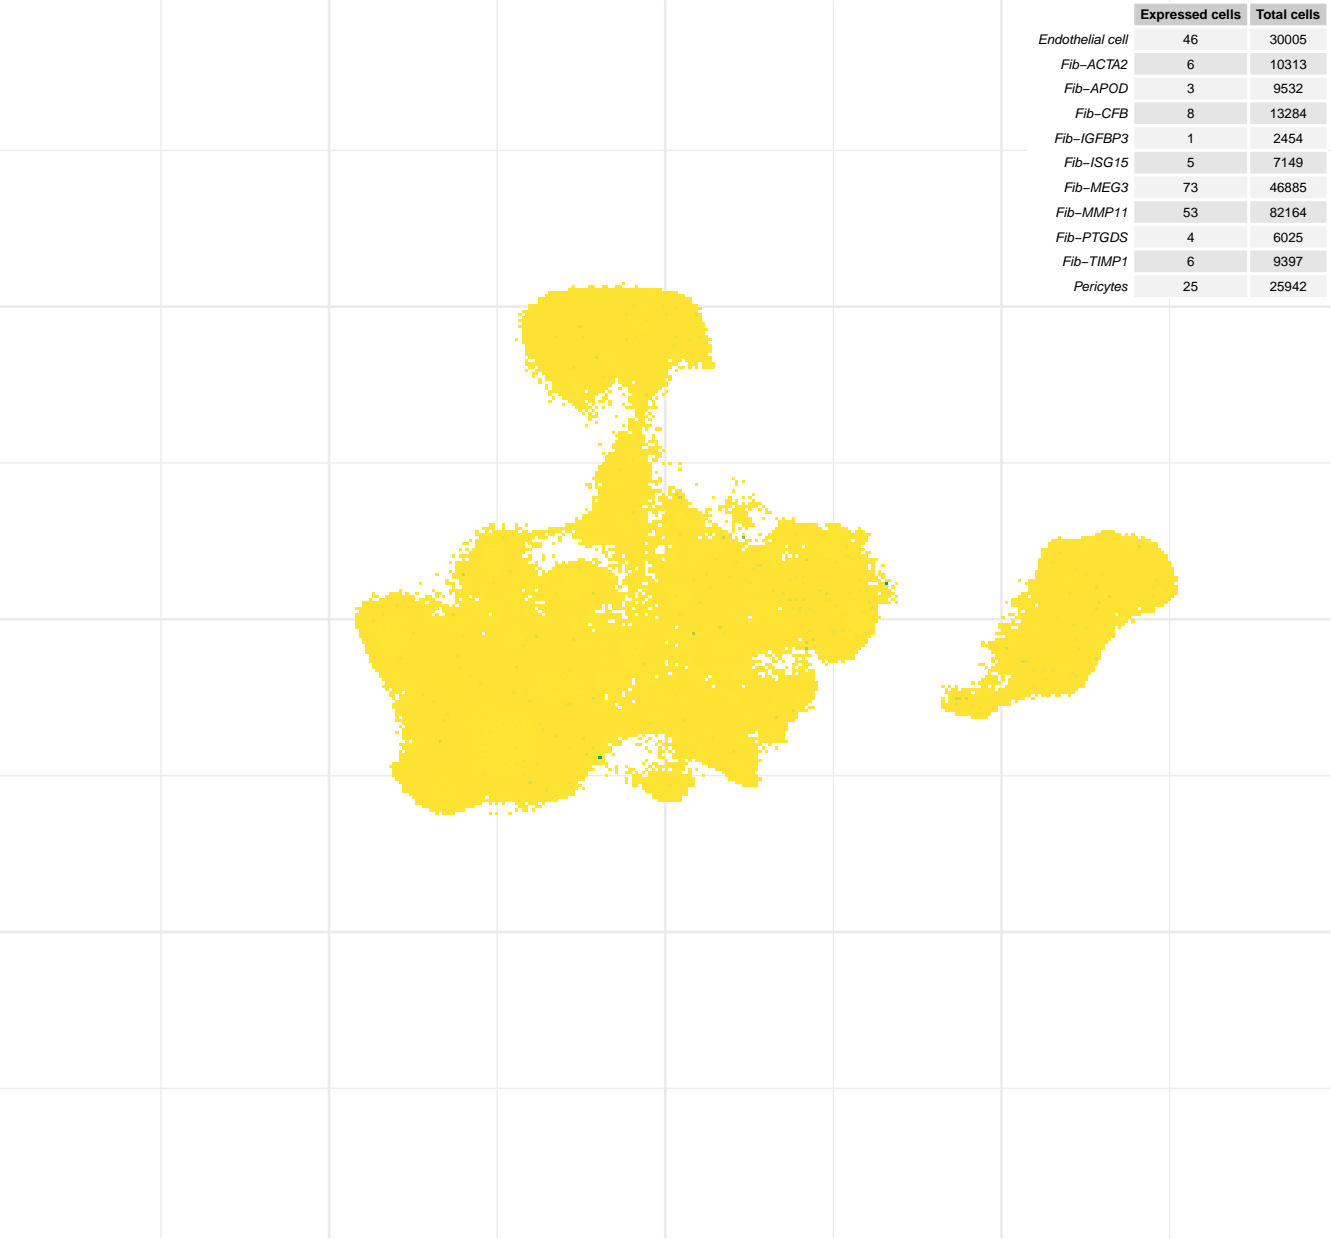 Expressed cells Total cells
Endothelial cell 46 30005
Fib−ACTA2 6 10313
Fib−APOD 3 9532
Fib−CFB 8 13284
Fib−IGFBP3 1 2454
Fib−ISG15 5 7149
Fib−MEG3 73 46885
Fib−MMP11 53 82164
Fib−PTGDS 4 6025
Fib−TIMP1 6 9397
Pericytes 25 25942